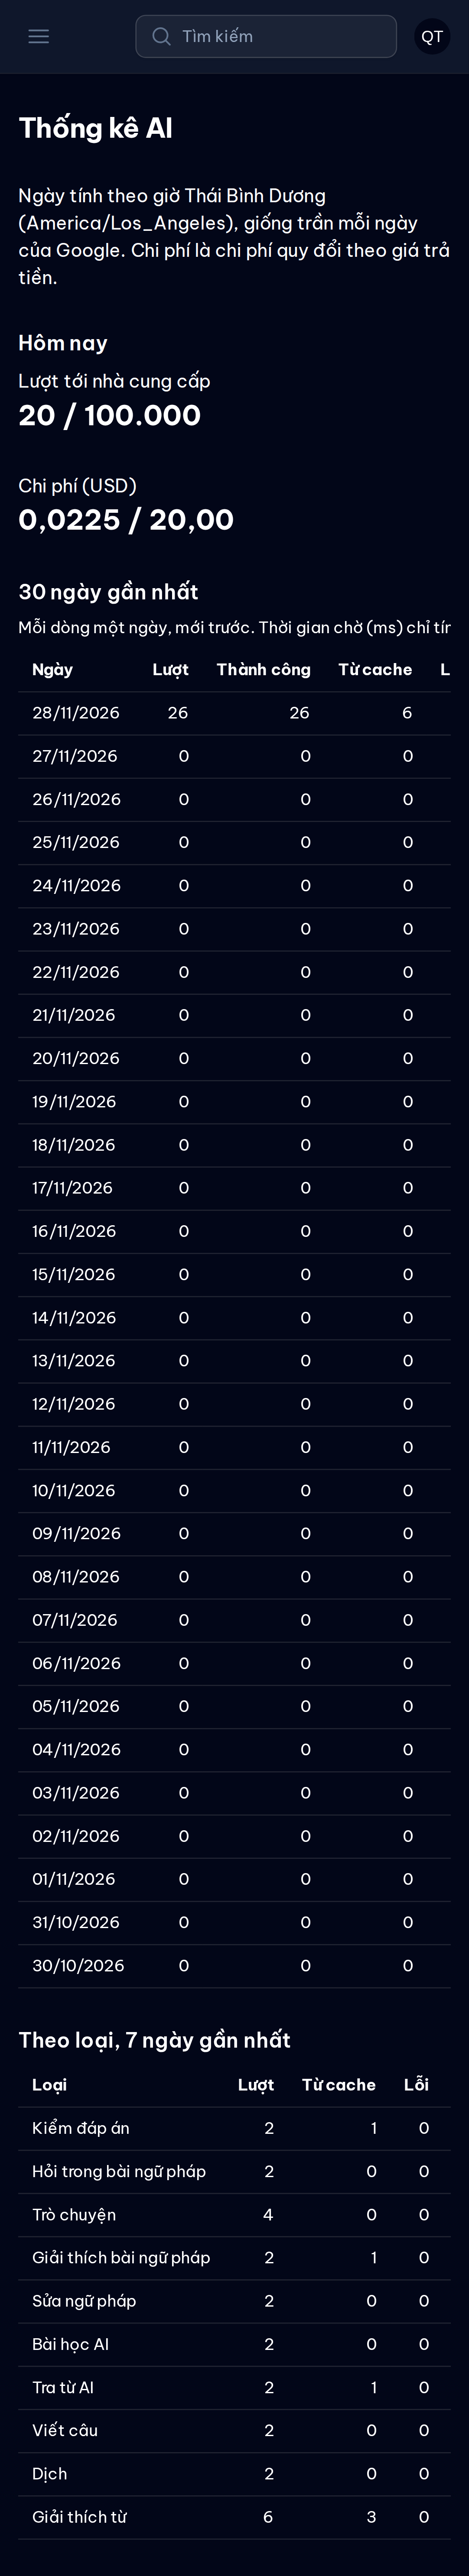 Tìm kiếm
QT
Thống kê AI
Ngày tính theo giờ Thái Bình Dương
(America/Los_Angeles), giống trần mỗi ngày
của Google. Chi phí là chi phí quy đổi theo giá trả
tiền.
Hôm nay
Lượt tới nhà cung cấp
20 / 100.000
Chi phí (USD)
0,0225 / 20,00
30 ngày gần nhất
Mỗi dòng một ngày, mới trước. Thời gian chờ (ms) chỉ tír
Ngày Lượt Thành công Từ cache L
28/11/2026 26 26 6
27/11/2026 0 0 0
26/11/2026 0 0 0
25/11/2026 0 0 0
24/11/2026 0 0 0
23/11/2026 0 0 0
22/11/2026 0 0 0
21/11/2026 0 0 0
20/11/2026 0 0 0
19/11/2026 0 0 0
18/11/2026 0 0 0
17/11/2026 0 0 0
16/11/2026 0 0 0
15/11/2026 0 0 0
14/11/2026 0 0 0
13/11/2026 0 0 0
12/11/2026 0 0 0
11/11/2026 0 0 0
10/11/2026 0 0 0
09/11/2026 0 0 0
08/11/2026 0 0 0
07/11/2026 0 0 0
06/11/2026 0 0 0
05/11/2026 0 0 0
04/11/2026 0 0 0
03/11/2026 0 0 0
02/11/2026 0 0 0
01/11/2026 0 0 0
31/10/2026 0 0 0
30/10/2026 0 0 0
Theo loại, 7 ngày gần nhất
Loại Lượt Từ cache Lỗi
Kiểm đáp án 2 1 0
Hỏi trong bài ngữ pháp 2 0 0
Trò chuyện 4 0 0
Giải thích bài ngữ pháp 2 1 0
Sửa ngữ pháp 2 0 0
Bài học AI 2 0 0
Tra từ AI 2 1 0
Viết câu 2 0 0
Dịch 2 0 0
Giải thích từ 6 3 0